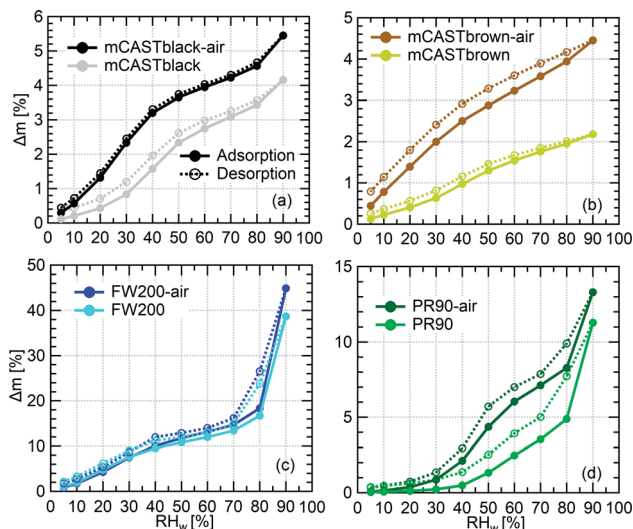 6
5
4
3
2
1
0
Δm [%]
mCASTblack-air
mCASTblack
Adsorption
Desorption
(a)
0 10 20 30 40 50 60 70 80 90 100
5
4
3
2
1
0
Δm [%]
mCASTbrown-air
mCASTbrown
(b)
0 10 20 30 40 50 60 70 80 90 100
50
40
30
20
10
0
Δm [%]
FW200-air
FW200
(c)
0 10 20 30 40 50 60 70 80 90 100
RHw [%]
15
10
5
0
Δm [%]
PR90-air
PR90
(d)
0 10 20 30 40 50 60 70 80 90 100
RHw [%]